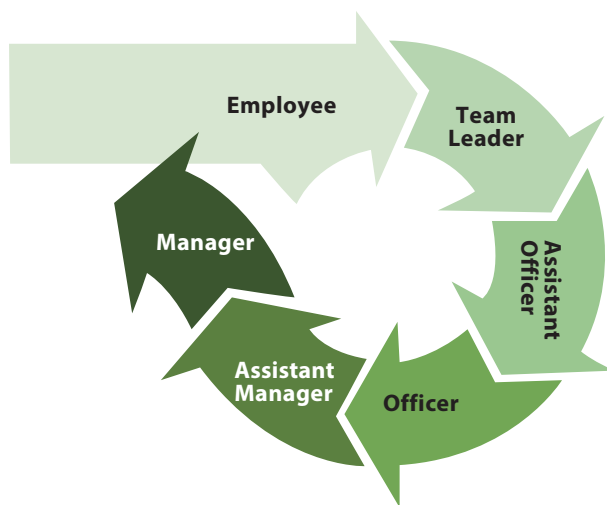 Employee
Team
Leader
Assistant
Officer
Officer
Assistant
Manager
Manager